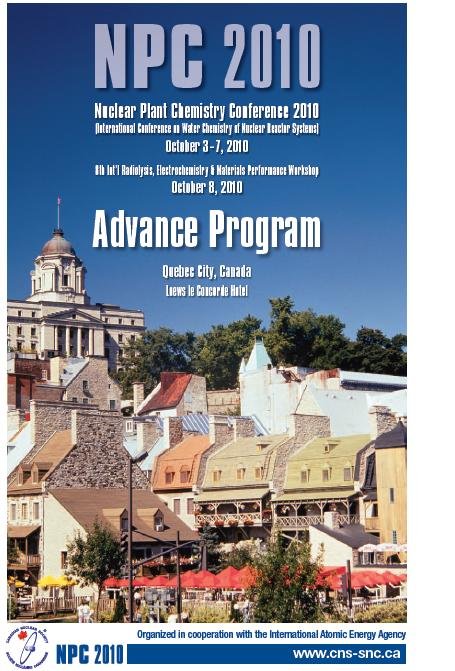 NPC 2010
Nuclear Plant Chemistry Conference 2010
(International Conference on Water Chemistry of Nuclear Reactor Systems)
October 3-7, 2010
8th Int'l Radiolysis, Electrochemistry & Materials Performance Workshop
October 8, 2010
Advance Program
Quebec City, Canada
Loews le Concorde Hotel
Organized in cooperation with the International Atomic Energy Agency
NPC 2010
www.cns-snc.ca